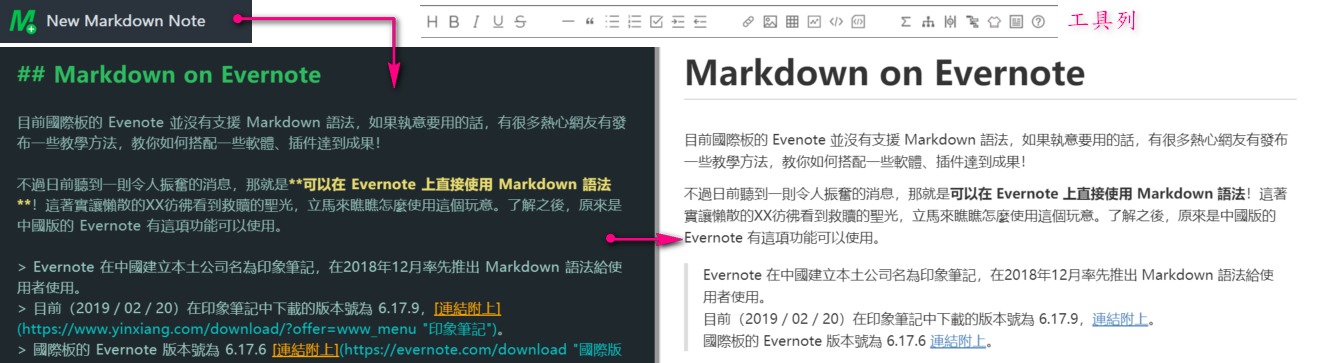 New Markdown Note
H B I U S
工具列
## Markdown on Evernote
目前國際板的 Evenote 並沒有支援 Markdown 語法，如果執意要用的話，有很多熱心網友有發
布一些教學方法，教你如何搭配一些軟體、插件達到成果！
不過日前聽到一則令人振奮的消息，那就是**可以在 Evernote 上直接使用 Markdown 語法
**！這著實讓懶散的XX彷彿看到救贖的聖光，立馬來瞧瞧怎麼使用這個玩意。了解之後，原來是
中國版的 Evernote 有這項功能可以使用。
> Evernote 在中國建立本土公司名為印象筆記，在2018年12月率先推出 Markdown 語法給使
用者使用。
> 目前（2019 / 02 / 20）在印象筆記中下載的版本號為 6.17.9，[連結附上]
(https://www.yinxiang.com/download/?offer=www_menu "印象筆記")。
> 國際板的 Evernote 版本號為 6.17.6 [連結附上](https://evernote.com/download "國際版
Markdown on Evernote
目前國際板的 Evenote 並沒有支援 Markdown 語法，如果執意要用的話，有很多熱心網友有發布
一些教學方法，教你如何搭配一些軟體、插件達到成果！
不過日前聽到一則令人振奮的消息，那就是可以在 Evernote 上直接使用 Markdown 語法！這著
實讓懶散的XX彷彿看到救贖的聖光，立馬來瞧瞧怎麼使用這個玩意。了解之後，原來是中國版的
Evernote 有這項功能可以使用。
Evernote 在中國建立本土公司名為印象筆記，在2018年12月率先推出 Markdown 語法給使
用者使用。
目前（2019 / 02 / 20）在印象筆記中下載的版本號為 6.17.9，連結附上。
國際板的 Evernote 版本號為 6.17.6 連結附上。